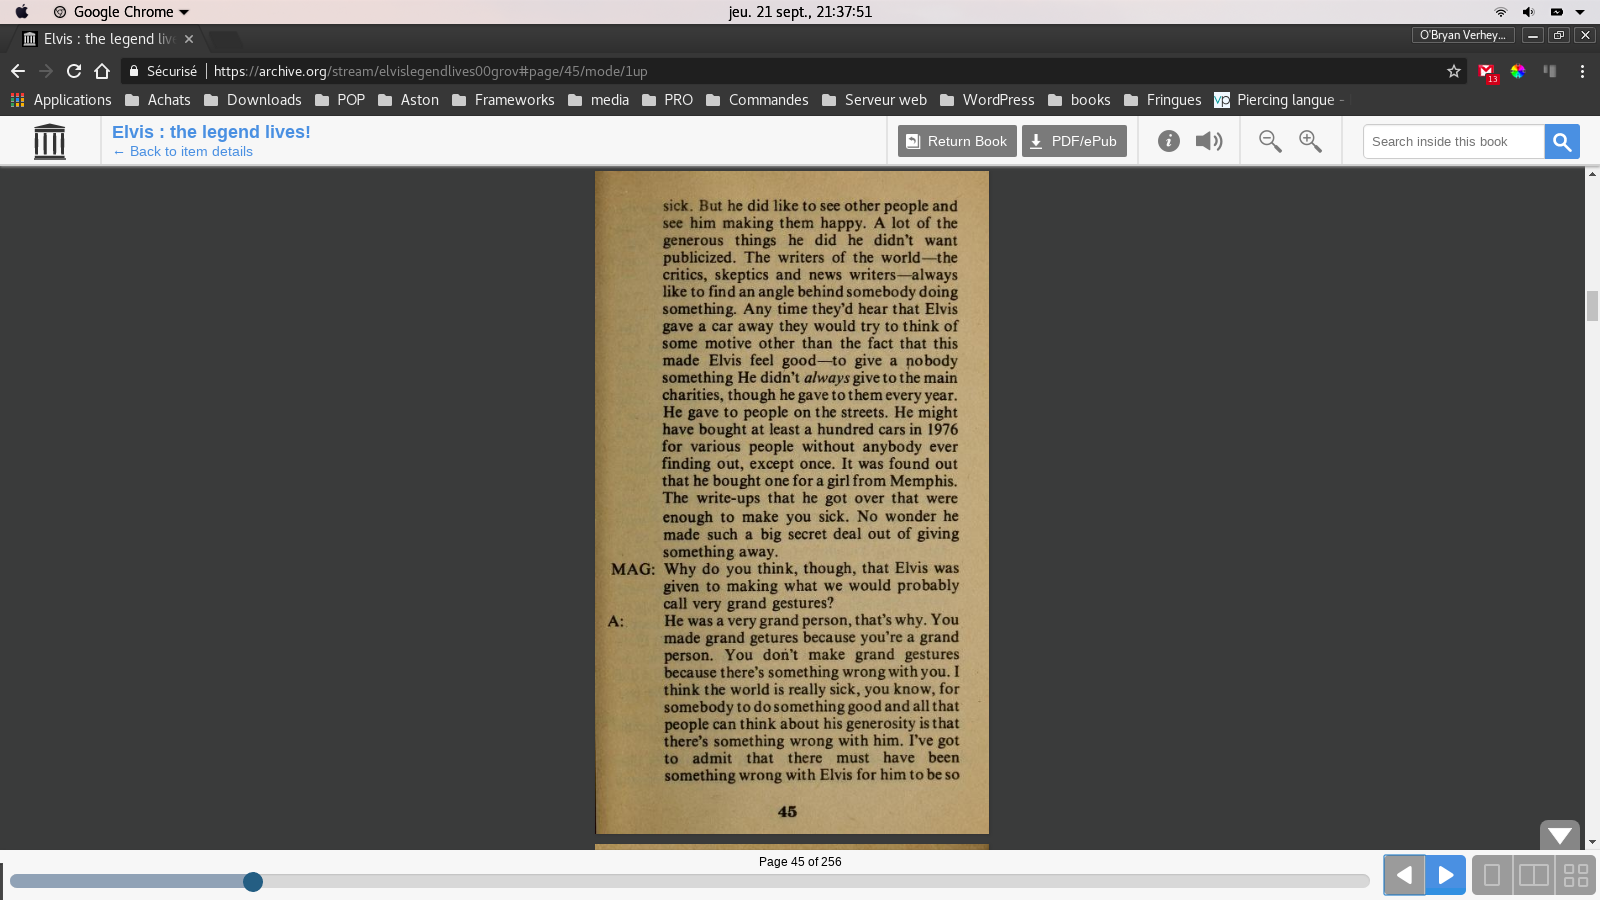 Google Chrome
jeu. 21 sept., 21:37:51
Elvis : the legend liv
O'Bryan Verhey...
Sécurisé
https://archive.org/stream/elvislegendlives00grov#page/45/mode/1up
13
Applications Achats Downloads POP Aston Frameworks media PRO Commandes Serveur web WordPress books Fringues vp Piercing langue -
Elvis : the legend lives!
← Back to item details
Return Book
PDF/ePub
Search inside this book
sick. But he did like to see other people and
see him making them happy. A lot of the
generous things he did he didn't want
publicized. The writers of the world—the
critics, skeptics and news writers—always
like to find an angle behind somebody doing
something. Any time they'd hear that Elvis
gave a car away they would try to think of
some motive other than the fact that this
made Elvis feel good—to give a nobody
something He didn't always give to the main
charities, though he gave to them every year.
He gave to people on the streets. He might
have bought at least a hundred cars in 1976
for various people without anybody ever
finding out, except once. It was found out
that he bought one for a girl from Memphis.
The write-ups that he got over that were
enough to make you sick. No wonder he
made such a big secret deal out of giving
something away.
MAG: Why do you think, though, that Elvis was
given to making what we would probably
call very grand gestures?
A: He was a very grand person, that's why. You
made grand getures because you're a grand
person. You don't make grand gestures
because there's something wrong with you. I
think the world is really sick, you know, for
somebody to do something good and all that
people can think about his generosity is that
there's something wrong with him. I've got
to admit that there must have been
something wrong with Elvis for him to be so
45
Page 45 of 256